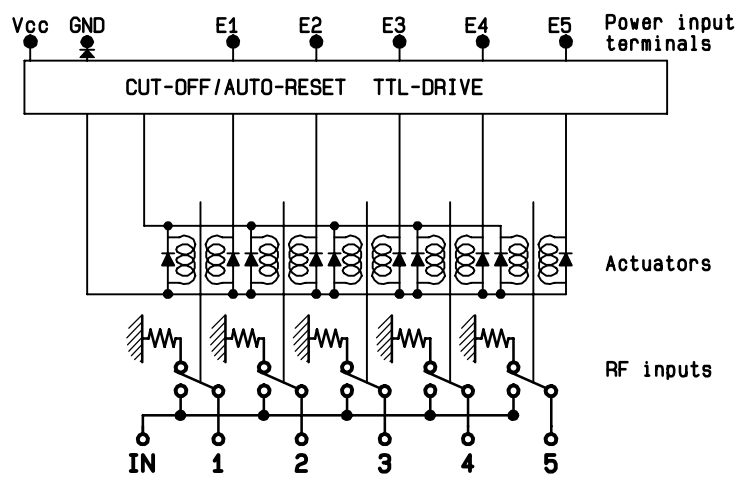 Vcc GND E1 E2 E3 E4 E5 Power input
terminals
CUT-OFF/AUTO-RESET TTL-DRIVE
Actuators
RF inputs
IN 1 2 3 4 5